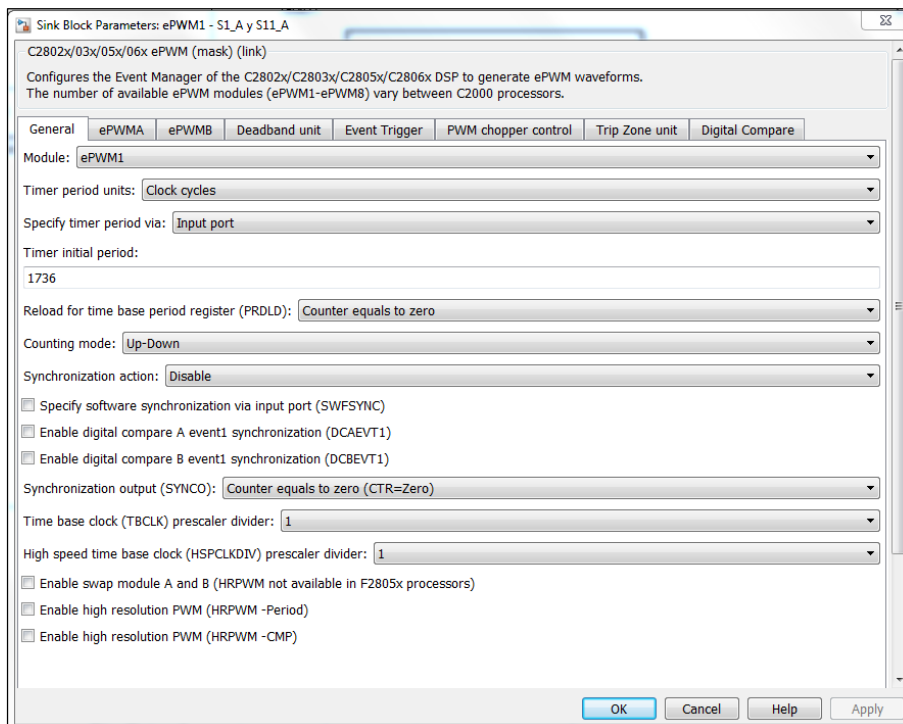 Sink Block Parameters: ePWM1 - S1_A y S11_A
C2802x/03x/05x/06x ePWM (mask) (link)
Configures the Event Manager of the C2802x/C2803x/C2805x/C2806x DSP to generate ePWM waveforms.
The number of available ePWM modules (ePWM1-ePWM8) vary between C2000 processors.
General ePWMA ePWMB Deadband unit Event Trigger PWM chopper control Trip Zone unit Digital Compare
Module: ePWM1
Timer period units: Clock cycles
Specify timer period via: Input port
Timer initial period:
1736
Reload for time base period register (PRDLD): Counter equals to zero
Counting mode: Up-Down
Synchronization action: Disable
Specify software synchronization via input port (SWFSYNC)
Enable digital compare A event1 synchronization (DCAEVT1)
Enable digital compare B event1 synchronization (DCBEVT1)
Synchronization output (SYNCO): Counter equals to zero (CTR=Zero)
Time base clock (TBCLK) prescaler divider: 1
High speed time base clock (HSPCLKDIV) prescaler divider: 1
Enable swap module A and B (HRPWM not available in F2805x processors)
Enable high resolution PWM (HRPWM -Period)
Enable high resolution PWM (HRPWM -CMP)
OK Cancel Help Apply